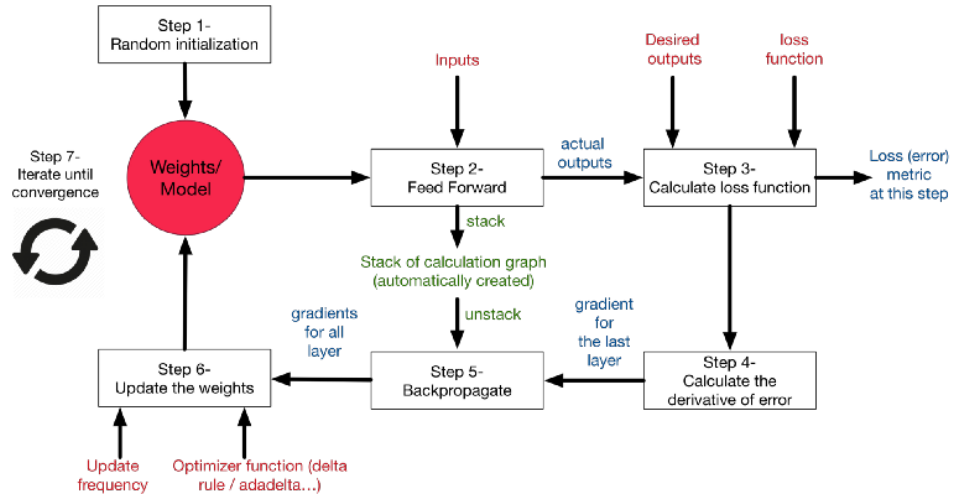 Step 1-
Random initialization
Inputs
Desired
outputs
loss
function
Step 7-
Iterate until
convergence
Weights/
Model
Step 2-
Feed Forward
actual
outputs
Step 3-
Calculate loss function
Loss (error)
metric
at this step
stack
Stack of calculation graph
(automatically created)
unstack
gradients
for all
layer
gradient
for
the last
layer
Step 6-
Update the weights
Step 5-
Backpropagate
Step 4-
Calculate the
derivative of error
Update
frequency
Optimizer function (delta
rule / adadelta...)